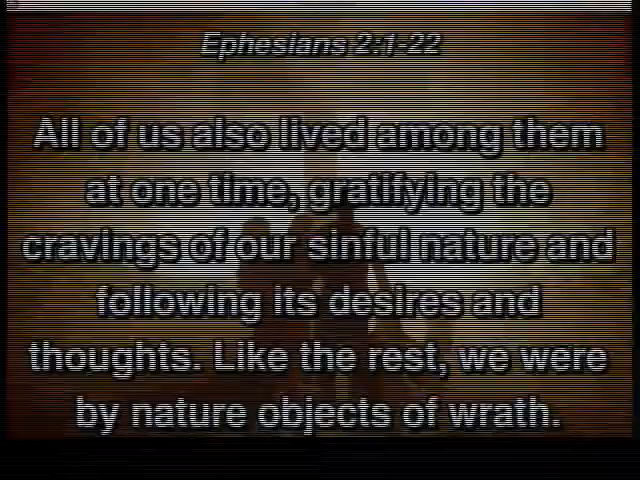 Ephesians 2:1-22
All of us also lived among them
at one time, gratifying the
cravings of our sinful nature and
following its desires and
thoughts. Like the rest, we were
by nature objects of wrath.